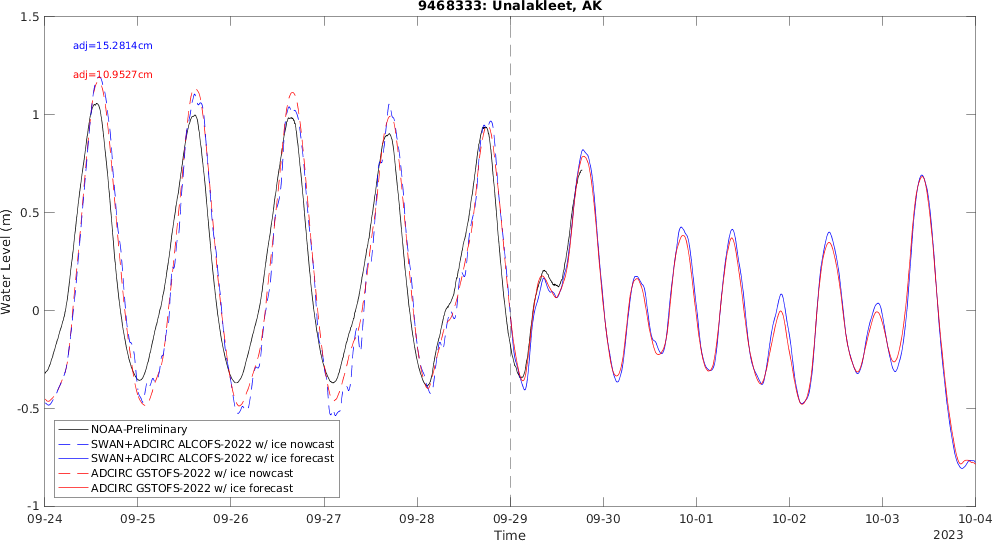 9468333: Unalakleet, AK
adj=15.2814cm
adj=10.9527cm
Water Level (m)
1.5
1
0.5
0
-0.5
-1
NOAA-Preliminary
SWAN+ADCIRC ALCOFS-2022 w/ ice nowcast
SWAN+ADCIRC ALCOFS-2022 w/ ice forecast
ADCIRC GSTOFS-2022 w/ ice nowcast
ADCIRC GSTOFS-2022 w/ ice forecast
09-24 09-25 09-26 09-27 09-28 09-29 09-30 10-01 10-02 10-03 10-04
Time
2023